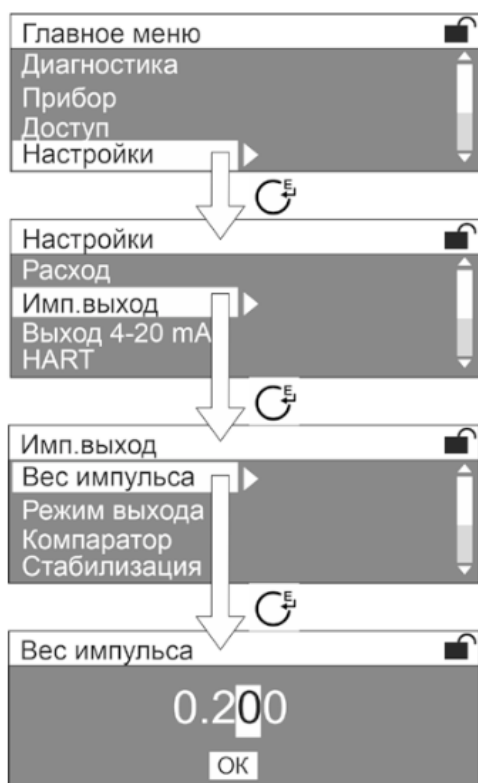 Главное меню
Диагностика
Прибор
Доступ
Настройки
E
Настройки
Расход
Имп.выход
Выход 4-20 mA
HART
E
Имп.выход
Вес импульса
Режим выхода
Компаратор
Стабилизация
E
Вес импульса
0.200
ОК